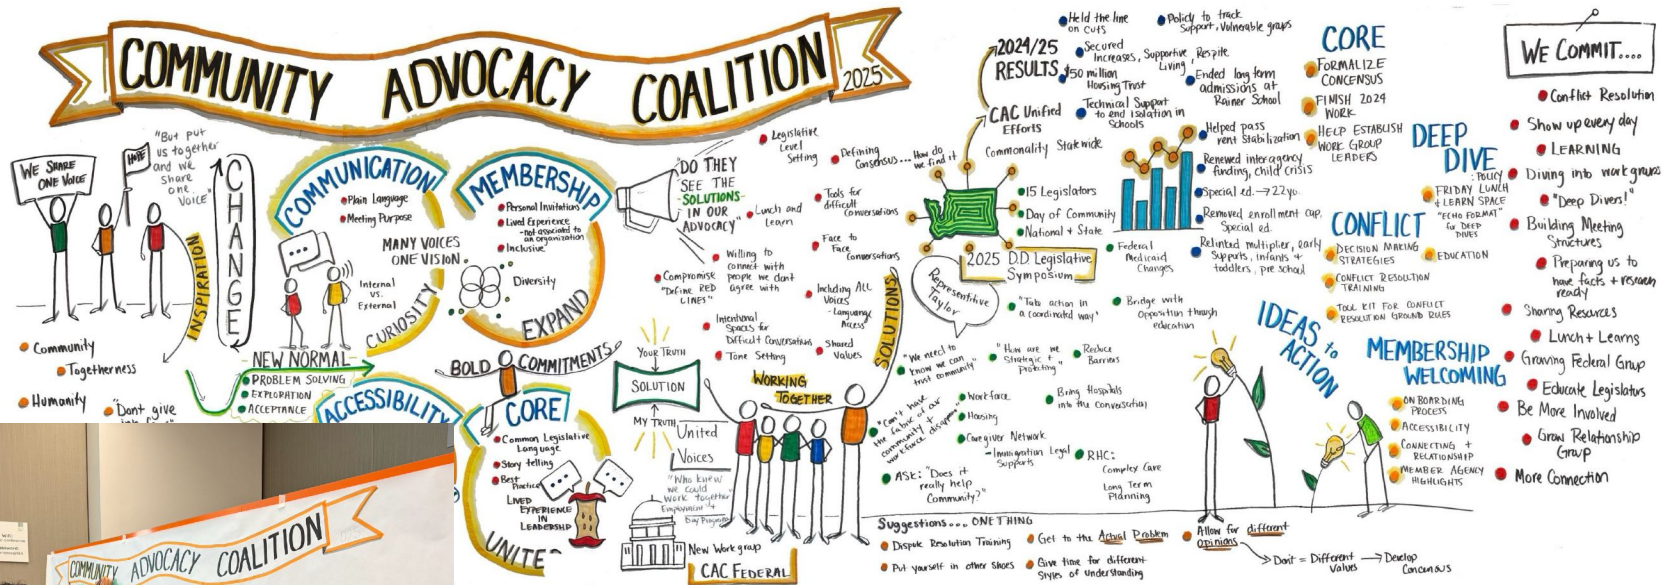 COMMUNITY ADVOCACY COALITION 2025
WE SHARE
ONE VOICE
HOPE
"But put
us together
and we
share
one
VOICE"
CHANGE
INSPIRATION
Community
Togetherness
Humanity
"Dont give
COMMUNICATION
Plain Language
Meeting Purpose
MANY VOICES
ONE VISION
Internal
vs.
External
CURIOSITY
NEW NORMAL
PROBLEM SOLVING
EXPLORATION
ACCEPTANCE
MEMBERSHIP
Personal Invitations
Lived Experience
-not associated to
an organization
Inclusive
Diversity
EXPAND
BOLD COMMITMENTS
ACCESSIBILITY
CORE
Common Legislative
Language
Story telling
Best
Practice
LIVED
EXPERIENCE
IN
LEADERSHIP
UNITE
"DO THEY
SEE THE
SOLUTIONS
IN OUR
ADVOCACY"
Legislative
Level
Setting
Defining
Consensus... How do
we find it
Lunch and
Learn
Tools for
difficult
Conversations
Face to
Face
Conversations
Willing to
connect with
people we dont
agree with
"Compromise
"Define RED
LINES"
Including ALL
Voices
- Language
Access
Intentional
Spaces for
Difficult Conversations
Tone Setting
Shared
Values
SOLUTIONS
YOUR TRUTH
SOLUTION
MY TRUTH
United
Voices
WORKING
TOGETHER
"Who knew
we could
work together"
Employment +
Day Programs
New Workgroup
CAC FEDERAL
2024/25
RESULTS
CAC Unified
Efforts
Commonality Statewide
Held the line
on cuts
Policy to track
Support, Vulnerable groups
Secured
Increases, Supportive Living, Respite
$50 million
Housing Trust
Ended long term
admissions at
Rainer School
Technical Support
to end isolation in
Schools
Helped pass
rent Stabilization
Renewed interagency
funding, child crisis
Special ed. → 22yo.
Removed enrollment cap.
Special ed.
Relinked multiplier, early
Supports, infants +
toddlers, pre school
15 Legislators
Day of Community
National + State
2025 D.D. Legislative
Symposium
Federal
Medicaid
Changes
Representitive
Taylor
"Take action in
a coordinated way"
Bridge with
Opposition through
education
"We need to
know we can
trust community"
"How are we
Strategic +
Protecting"
Reduce
Barriers
"Can't have
the fabric of our
community +
workforce disappear"
Workforce
Housing
Caregiver Network
- Immigration Legal
Supports
Bring Hospitals
into the Conversation
ASK: "Does it
really help
Community?"
RHC:
Complex Care
Long Term
Planning
Suggestions.... ONE THING
Dispute Resolution Training
Put yourself in other shoes
Get to the Actual Problem
Give time for different
Styles of Understanding
Allow for different
Opinions
Don't = Different
Values
Develop
Concensus
CORE
FORMALIZE
CONCENSUS
FINISH 2024
WORK
HELP ESTABLISH
WORK GROUP
LEADERS
DEEP
DIVE
: POLICY
FRIDAY LUNCH
+ LEARN SPACE
"ECHO FORMAT"
for DEEP
DIVES
EDUCATION
CONFLICT
DECISION MAKING
STRATEGIES
CONFLICT RESOLUTION
TRAINING
TOOL KIT FOR CONFLICT
RESOLUTION GROUND RULES
IDEAS to
ACTION
MEMBERSHIP
WELCOMING
ON BOARDING
PROCESS
ACCESSIBILITY
CONNECTING +
RELATIONSHIP
MEMBER AGENCY
HIGHLIGHTS
WE COMMIT....
Conflict Resolution
Show up every day
LEARNING
Diving into work groups
"Deep Divers!"
Building Meeting
Structures
Preparing us to
have facts + research
ready
Sharing Resources
Lunch + Learns
Growing Federal Group
Educate Legislators
Be More Involved
Grow Relationship
Group
More Connection
COMMUNITY ADVOCACY COALITION